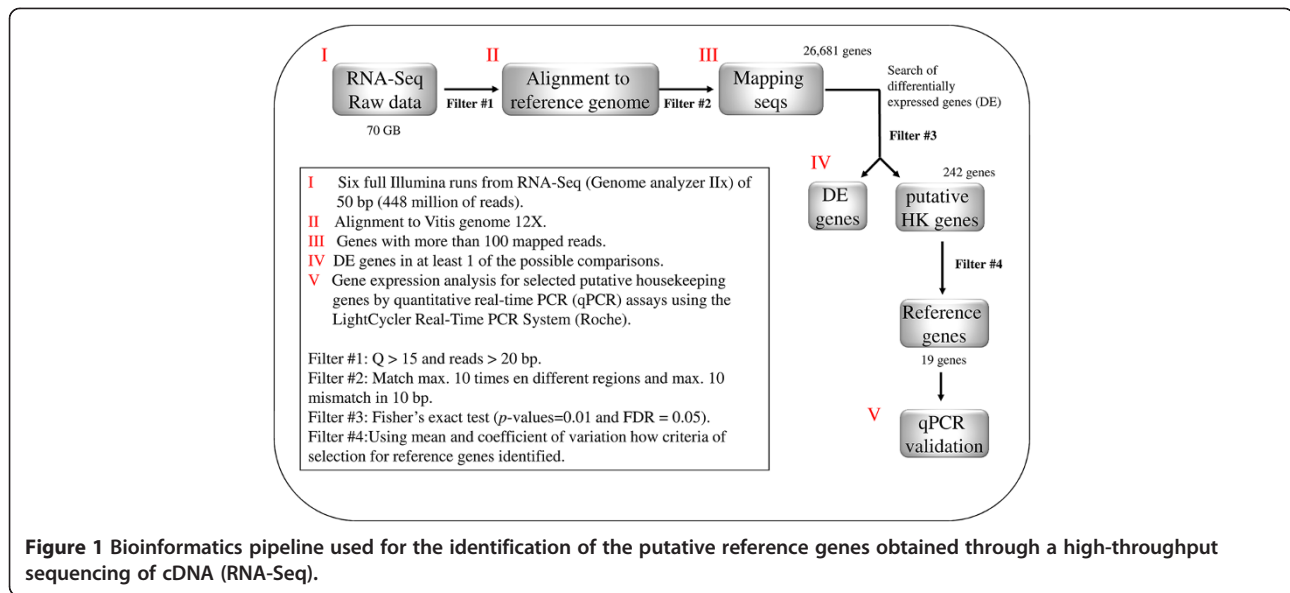 I
RNA-Seq
Raw data
70 GB
Filter #1
II
Alignment to
reference genome
Filter #2
III
26,681 genes
Mapping
seqs
Search of
differentially
expressed genes (DE)
Filter #3
IV
DE
genes
242 genes
putative
HK genes
Filter #4
Reference
genes
19 genes
V
qPCR
validation
I Six full Illumina runs from RNA-Seq (Genome analyzer IIx) of
50 bp (448 million of reads).
II Alignment to Vitis genome 12X.
III Genes with more than 100 mapped reads.
IV DE genes in at least 1 of the possible comparisons.
V Gene expression analysis for selected putative housekeeping
genes by quantitative real-time PCR (qPCR) assays using the
LightCycler Real-Time PCR System (Roche).
Filter #1: Q > 15 and reads > 20 bp.
Filter #2: Match max. 10 times en different regions and max. 10
mismatch in 10 bp.
Filter #3: Fisher's exact test (p-values=0.01 and FDR = 0.05).
Filter #4:Using mean and coefficient of variation how criteria of
selection for reference genes identified.
Figure 1 Bioinformatics pipeline used for the identification of the putative reference genes obtained through a high-throughput
sequencing of cDNA (RNA-Seq).